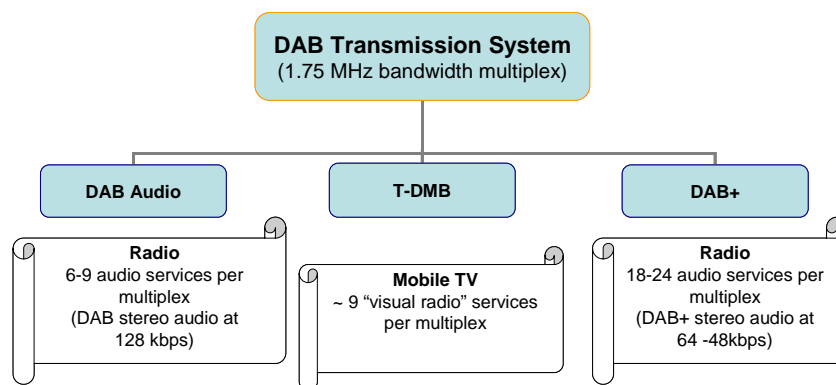 DAB Transmission System
(1.75 MHz bandwidth multiplex)
DAB Audio
T-DMB
DAB+
Radio
6-9 audio services per
multiplex
(DAB stereo audio at
128 kbps)
Mobile TV
~ 9 “visual radio” services
per multiplex
Radio
18-24 audio services per
multiplex
(DAB+ stereo audio at
64 -48kbps)